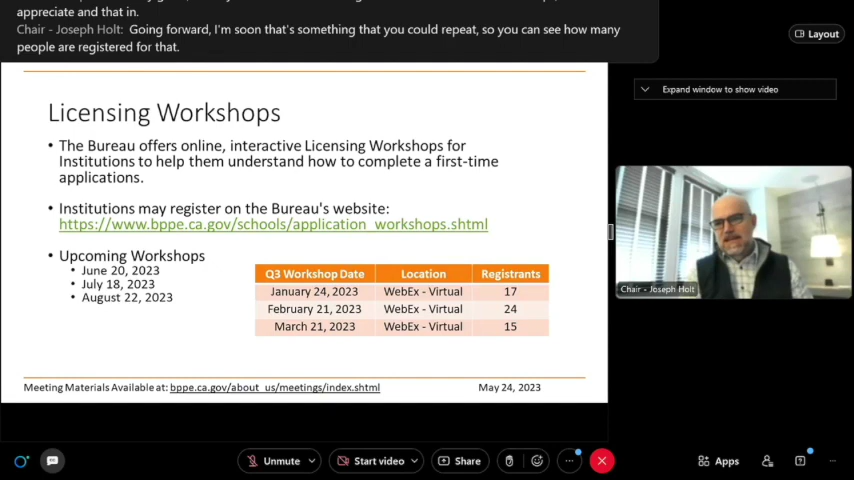 appreciate and that in.
Chair - Joseph Holt: Going forward, I'm soon that's something that you could repeat, so you can see how many
people are registered for that.
Layout
Expand window to show video
Licensing Workshops
• The Bureau offers online, interactive Licensing Workshops for
Institutions to help them understand how to complete a first-time
applications.
• Institutions may register on the Bureau's website:
https://www.bppe.ca.gov/schools/application_workshops.shtml
• Upcoming Workshops
• June 20, 2023
• July 18, 2023
• August 22, 2023
Q3 Workshop Date Location Registrants
January 24, 2023 WebEx - Virtual 17
February 21, 2023 WebEx - Virtual 24
March 21, 2023 WebEx - Virtual 15
Chair - Joseph Holt
Meeting Materials Available at: bppe.ca.gov/about_us/meetings/index.shtml May 24, 2023
Unmute Start video Share Apps